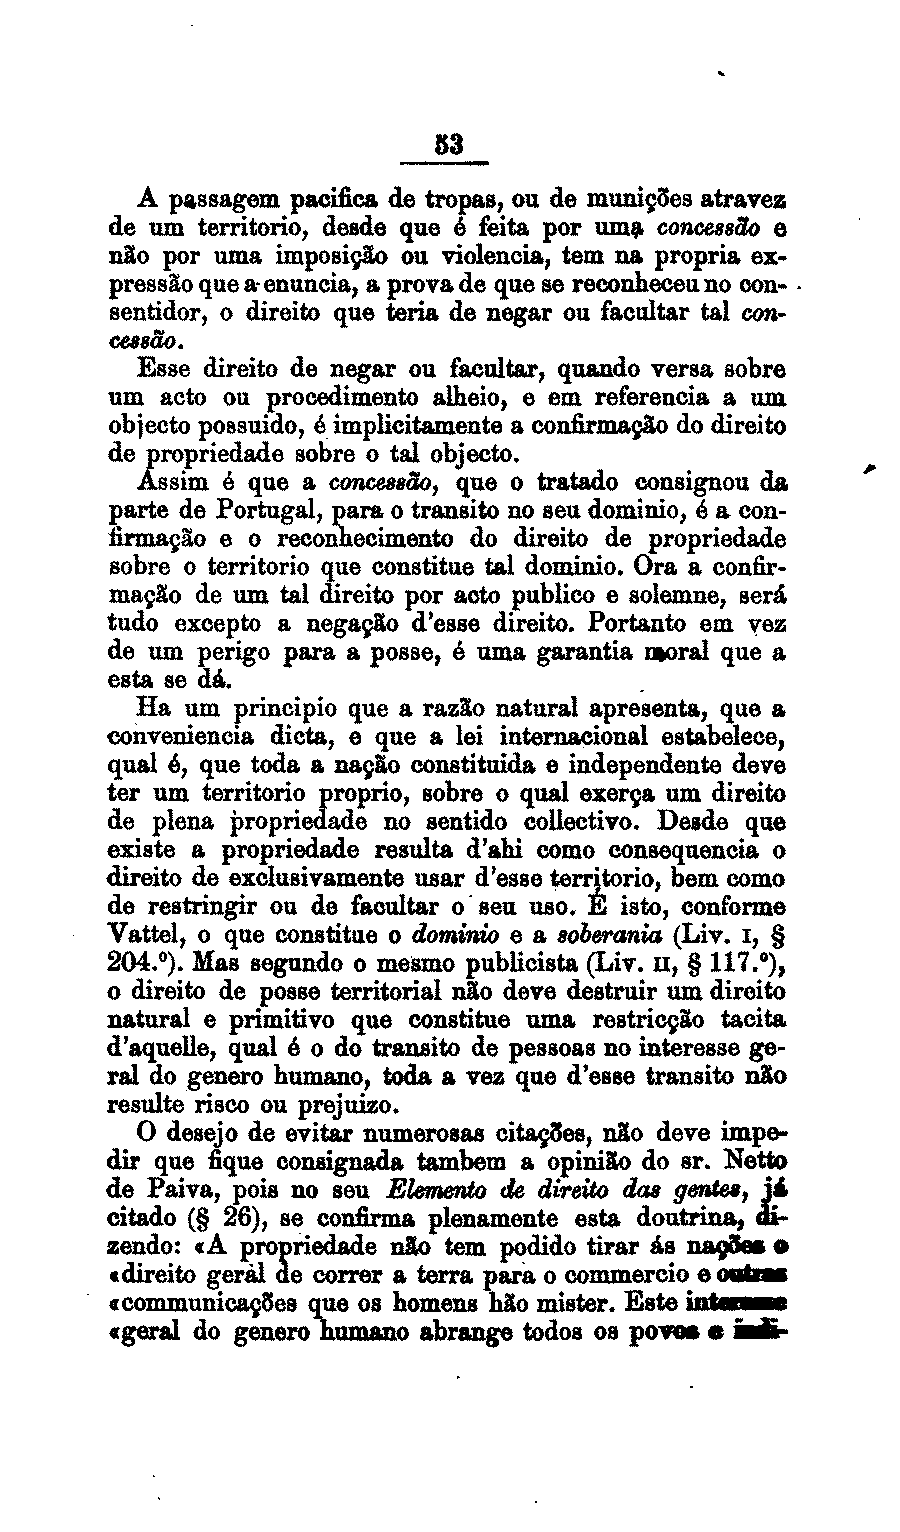 53
A passagem pacifica de tropas, ou de munições atravez
de um territorio, desde que é feita por uma concessão e
não por uma imposição ou violencia, tem na propria ex-
pressão que a enuncia, a prova de que se reconheceu no con-
sentidor, o direito que teria de negar ou facultar tal con-
cessão.
Esse direito de negar ou facultar, quando versa sobre
um acto ou procedimento alheio, e em referencia a um
objecto possuido, é implicitamente a confirmação do direito
de propriedade sobre o tal objecto.
Assim é que a concessão, que o tratado consignou da
parte de Portugal, para o transito no seu dominio, é a con-
firmação e o reconhecimento do direito de propriedade
sobre o territorio que constitue tal dominio. Ora a confir-
mação de um tal direito por acto publico e solemne, será
tudo excepto a negação d'esse direito. Portanto em vez
de um perigo para a posse, é uma garantia moral que a
esta se dá.
Ha um principio que a razão natural apresenta, que a
conveniencia dicta, e que a lei internacional estabelece,
qual é, que toda a nação constituida e independente deve
ter um territorio proprio, sobre o qual exerça um direito
de plena propriedade no sentido collectivo. Desde que
existe a propriedade resulta d'ahi como consequencia o
direito de exclusivamente usar d'esse territorio, bem como
de restringir ou de facultar o seu uso. É isto, conforme
Vattel, o que constitue o dominio e a soberania (Liv. I, §
204.º). Mas segundo o mesmo publicista (Liv. II, § 117.º),
o direito de posse territorial não deve destruir um direito
natural e primitivo que constitue uma restricção tacita
d'aquelle, qual é o do transito de pessoas no interesse ge-
ral do genero humano, toda a vez que d'esse transito não
resulte risco ou prejuizo.
O desejo de evitar numerosas citações, não deve impe-
dir que fique consignada tambem a opinião do sr. Netto
de Paiva, pois no seu Elemento de direito das gentes, já
citado (§ 26), se confirma plenamente esta doutrina, di-
zendo: «A propriedade não tem podido tirar ás nações o
«direito geral de correr a terra para o commercio e outras
«communicações que os homens hão mister. Este interesse
«geral do genero humano abrange todos os povos e indi-